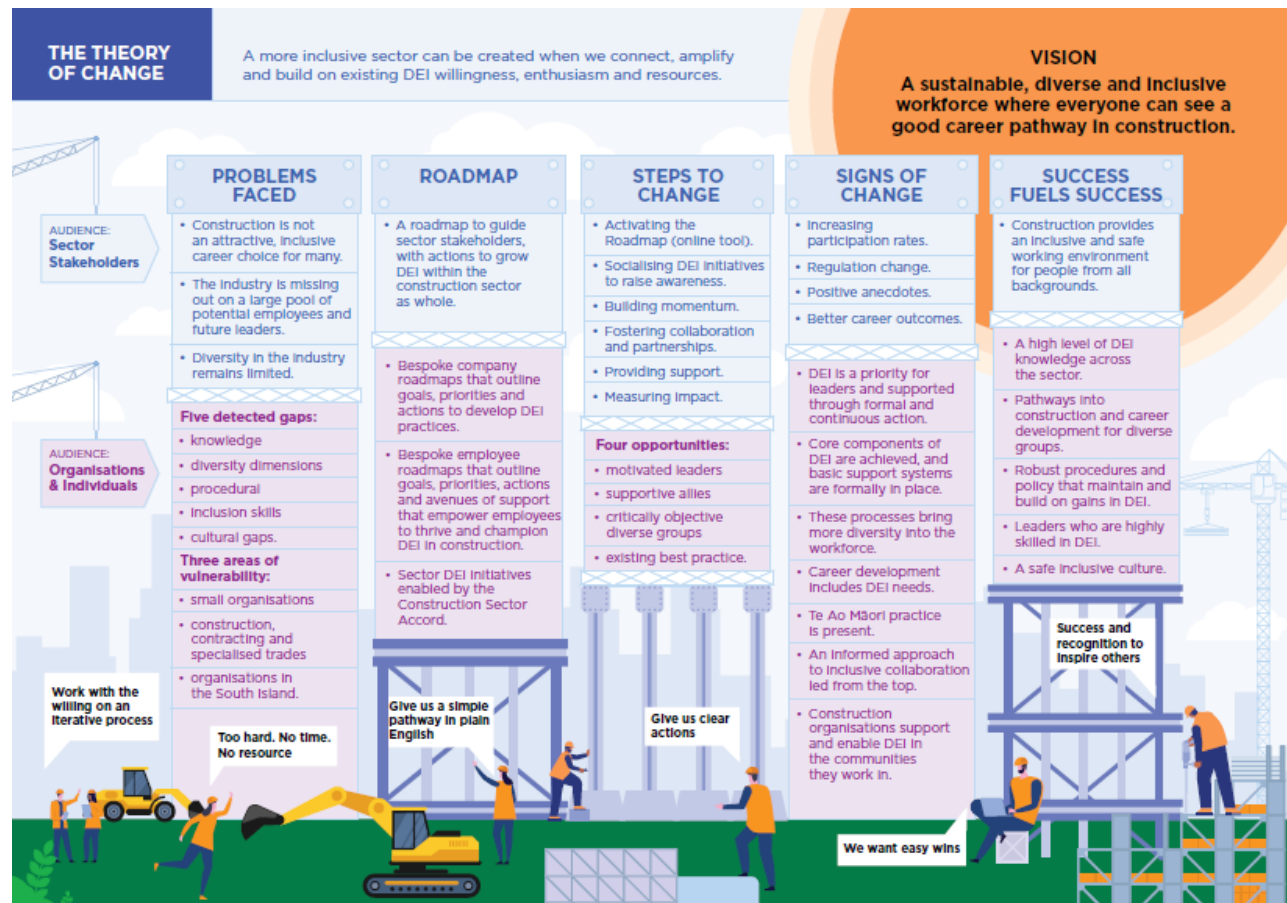 THE THEORY
OF CHANGE
A more inclusive sector can be created when we connect, amplify
and build on existing DEI willingness, enthusiasm and resources.
VISION
A sustainable, diverse and inclusive
workforce where everyone can see a
good career pathway in construction.
AUDIENCE:
Sector
Stakeholders
AUDIENCE:
Organisations
& Individuals
PROBLEMS
FACED
• Construction is not
an attractive, inclusive
career choice for many.
• The industry is missing
out on a large pool of
potential employees and
future leaders.
• Diversity in the industry
remains limited.
Five detected gaps:
• knowledge
• diversity dimensions
• procedural
• inclusion skills
• cultural gaps.
Three areas of
vulnerability:
• small organisations
• construction,
contracting and
specialised trades
• organisations in
the South Island.
ROADMAP
• A roadmap to guide
sector stakeholders,
with actions to grow
DEI within the
construction sector
as whole.
• Bespoke company
roadmaps that outline
goals, priorities and
actions to develop DEI
practices.
• Bespoke employee
roadmaps that outline
goals, priorities, actions
and avenues of support
that empower employees
to thrive and champion
DEI in construction.
• Sector DEI initiatives
enabled by the
Construction Sector
Accord.
STEPS TO
CHANGE
• Activating the
Roadmap (online tool).
• Socialising DEI initiatives
to raise awareness.
• Building momentum.
• Fostering collaboration
and partnerships.
• Providing support.
• Measuring impact.
Four opportunities:
• motivated leaders
• supportive allies
• critically objective
diverse groups
• existing best practice.
SIGNS OF
CHANGE
• Increasing
participation rates.
• Regulation change.
• Positive anecdotes.
• Better career outcomes.
• DEI is a priority for
leaders and supported
through formal and
continuous action.
• Core components of
DEI are achieved, and
basic support systems
are formally in place.
• These processes bring
more diversity into the
workforce.
• Career development
includes DEI needs.
• Te Ao Māori practice
is present.
• An informed approach
to inclusive collaboration
led from the top.
• Construction
organisations support
and enable DEI in
the communities
they work in.
SUCCESS
FUELS SUCCESS
• Construction provides
an inclusive and safe
working environment
for people from all
backgrounds.
• A high level of DEI
knowledge across
the sector.
• Pathways into
construction and career
development for diverse
groups.
• Robust procedures and
policy that maintain and
build on gains in DEI.
• Leaders who are highly
skilled in DEI.
• A safe inclusive culture.
Work with the
willing on an
iterative process
Too hard. No time.
No resource
Give us a simple
pathway in plain
English
Give us clear
actions
We want easy wins
Success and
recognition to
inspire others